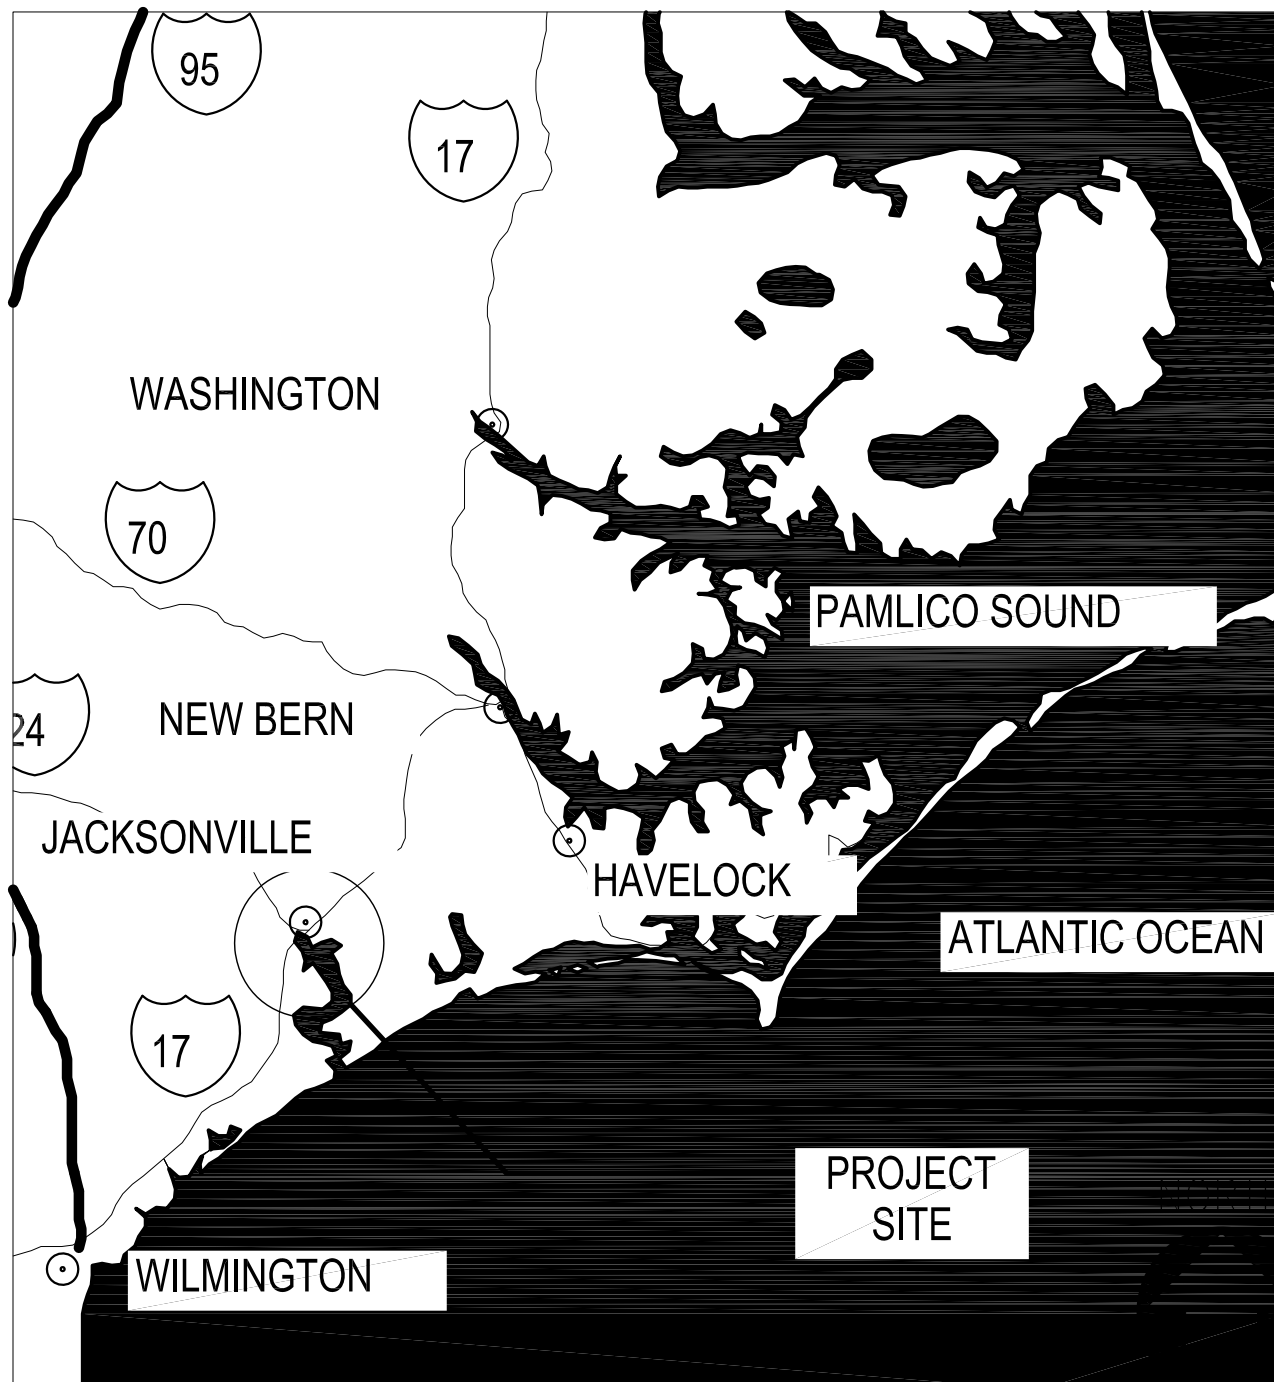 95
17
WASHINGTON
70
PAMLICO SOUND
24
NEW BERN
JACKSONVILLE
HAVELOCK
ATLANTIC OCEAN
17
PROJECT
SITE
WILMINGTON